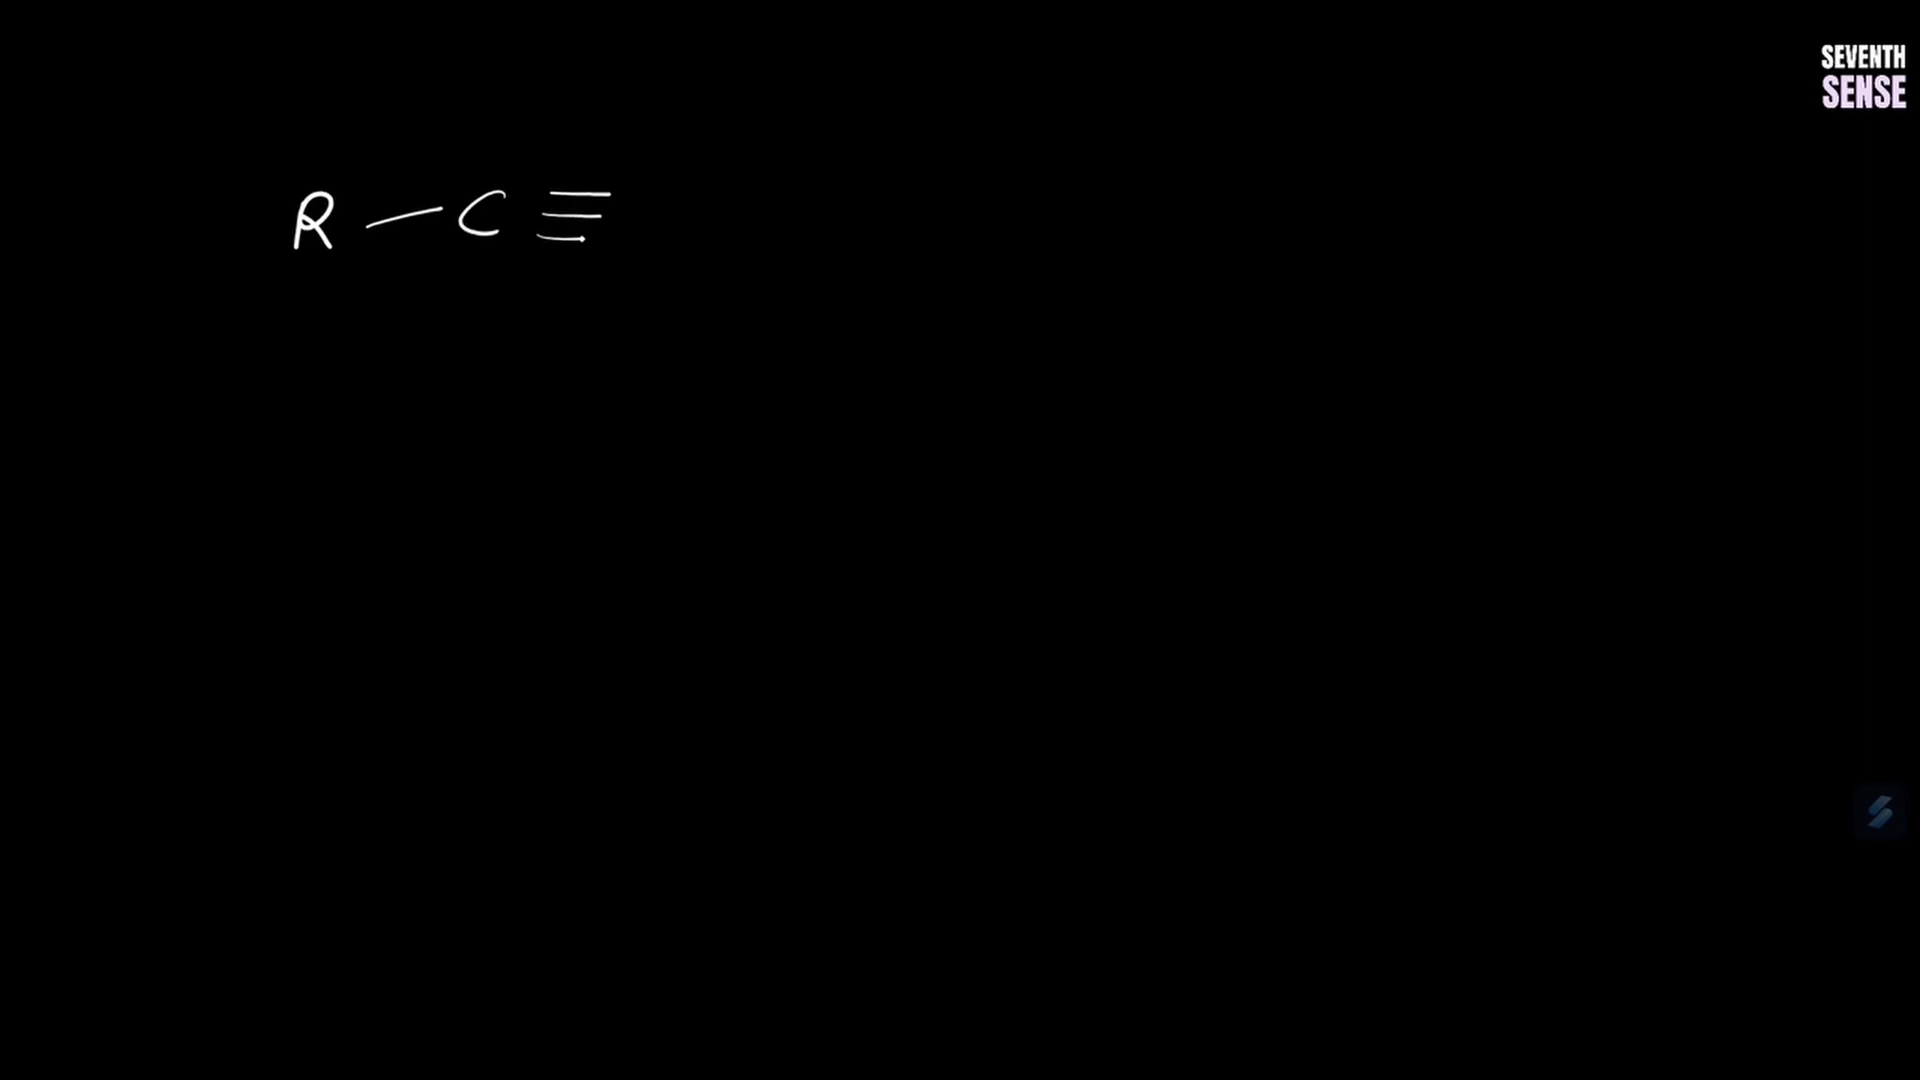 R — C ≡
SEVENTH
SENSE